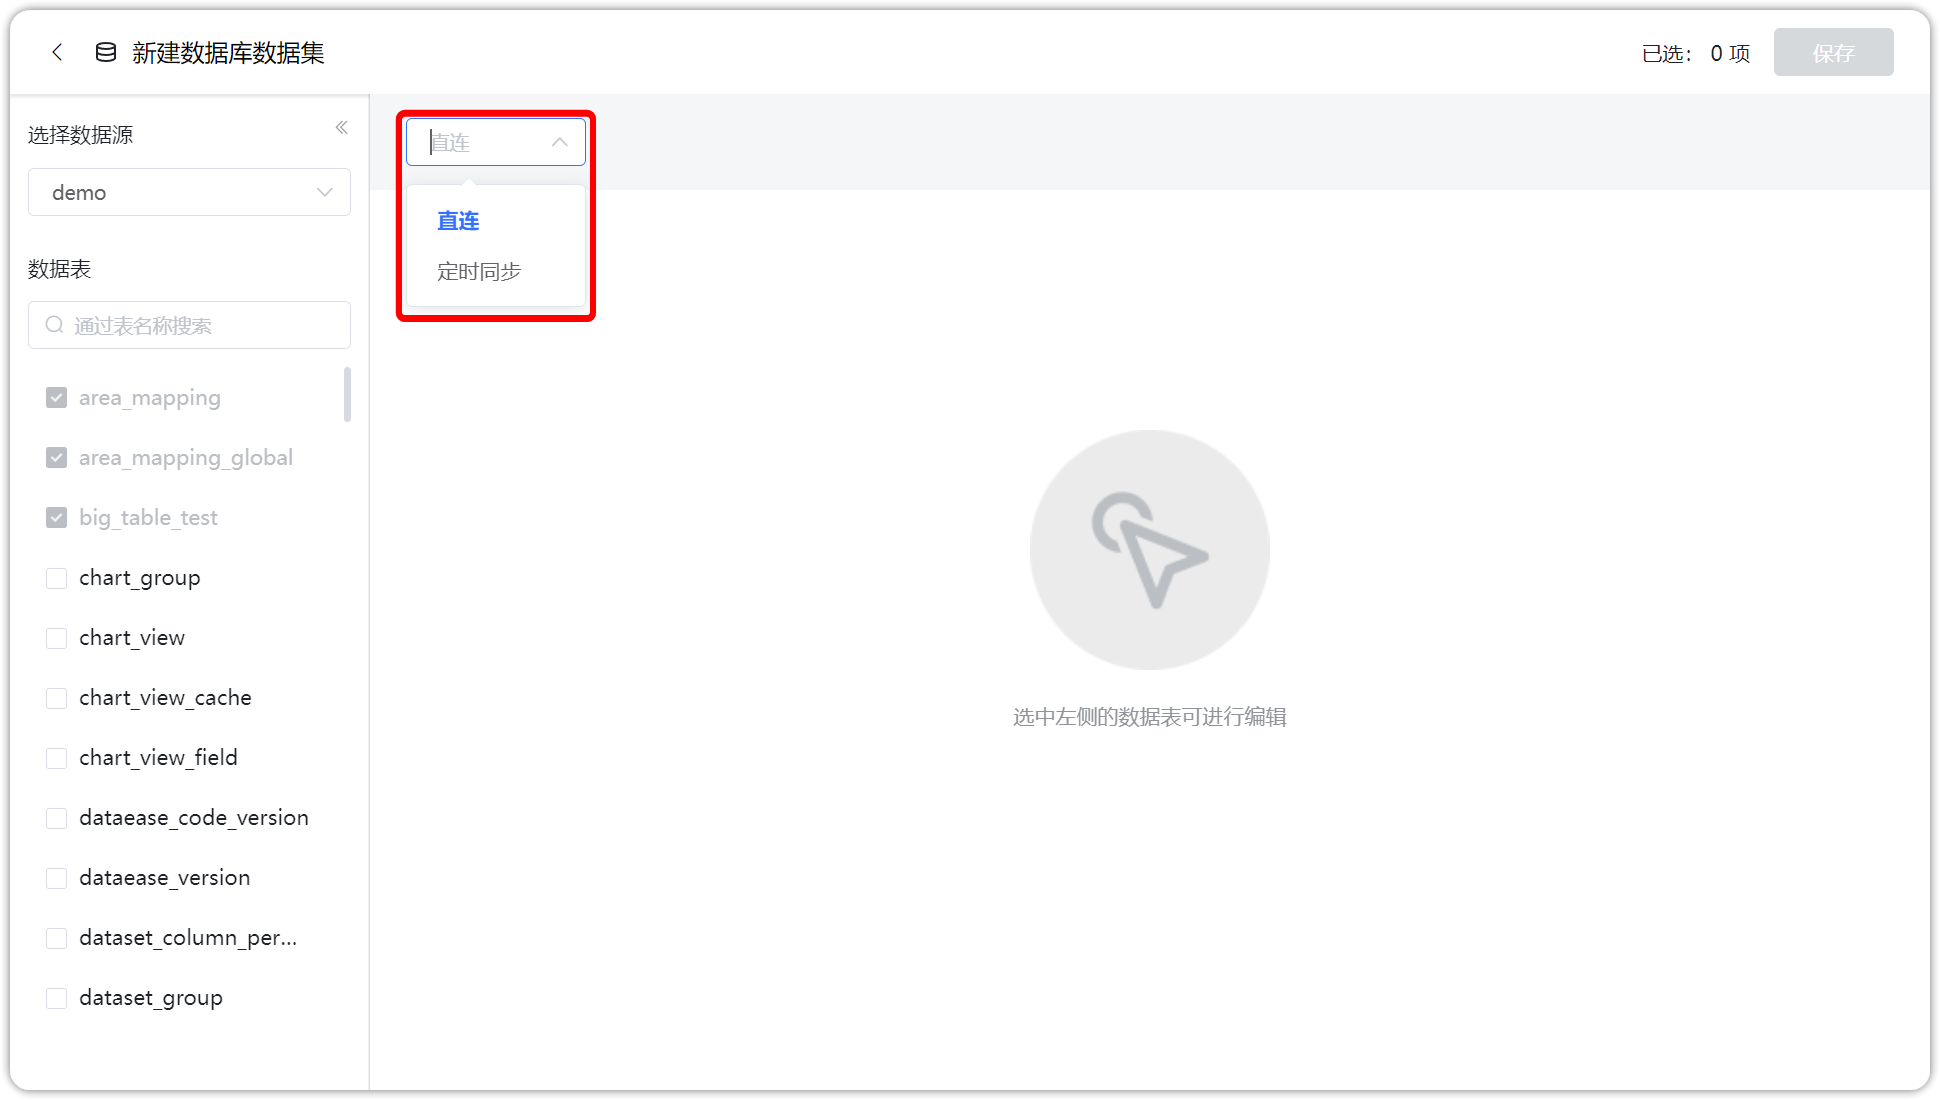 新建数据库数据集
已选： 0 项
保存
选择数据源
demo
数据表
通过表名称搜索
area_mapping
area_mapping_global
big_table_test
chart_group
chart_view
chart_view_cache
chart_view_field
dataease_code_version
dataease_version
dataset_column_per...
dataset_group
直连
直连
定时同步
选中左侧的数据表可进行编辑